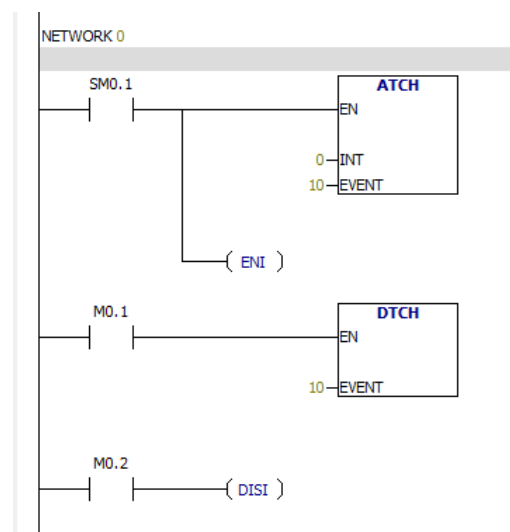 NETWORK 0
SM0.1
ATCH
EN
0 INT
10 EVENT
ENI
M0.1
DTCH
EN
10 EVENT
M0.2
DISI